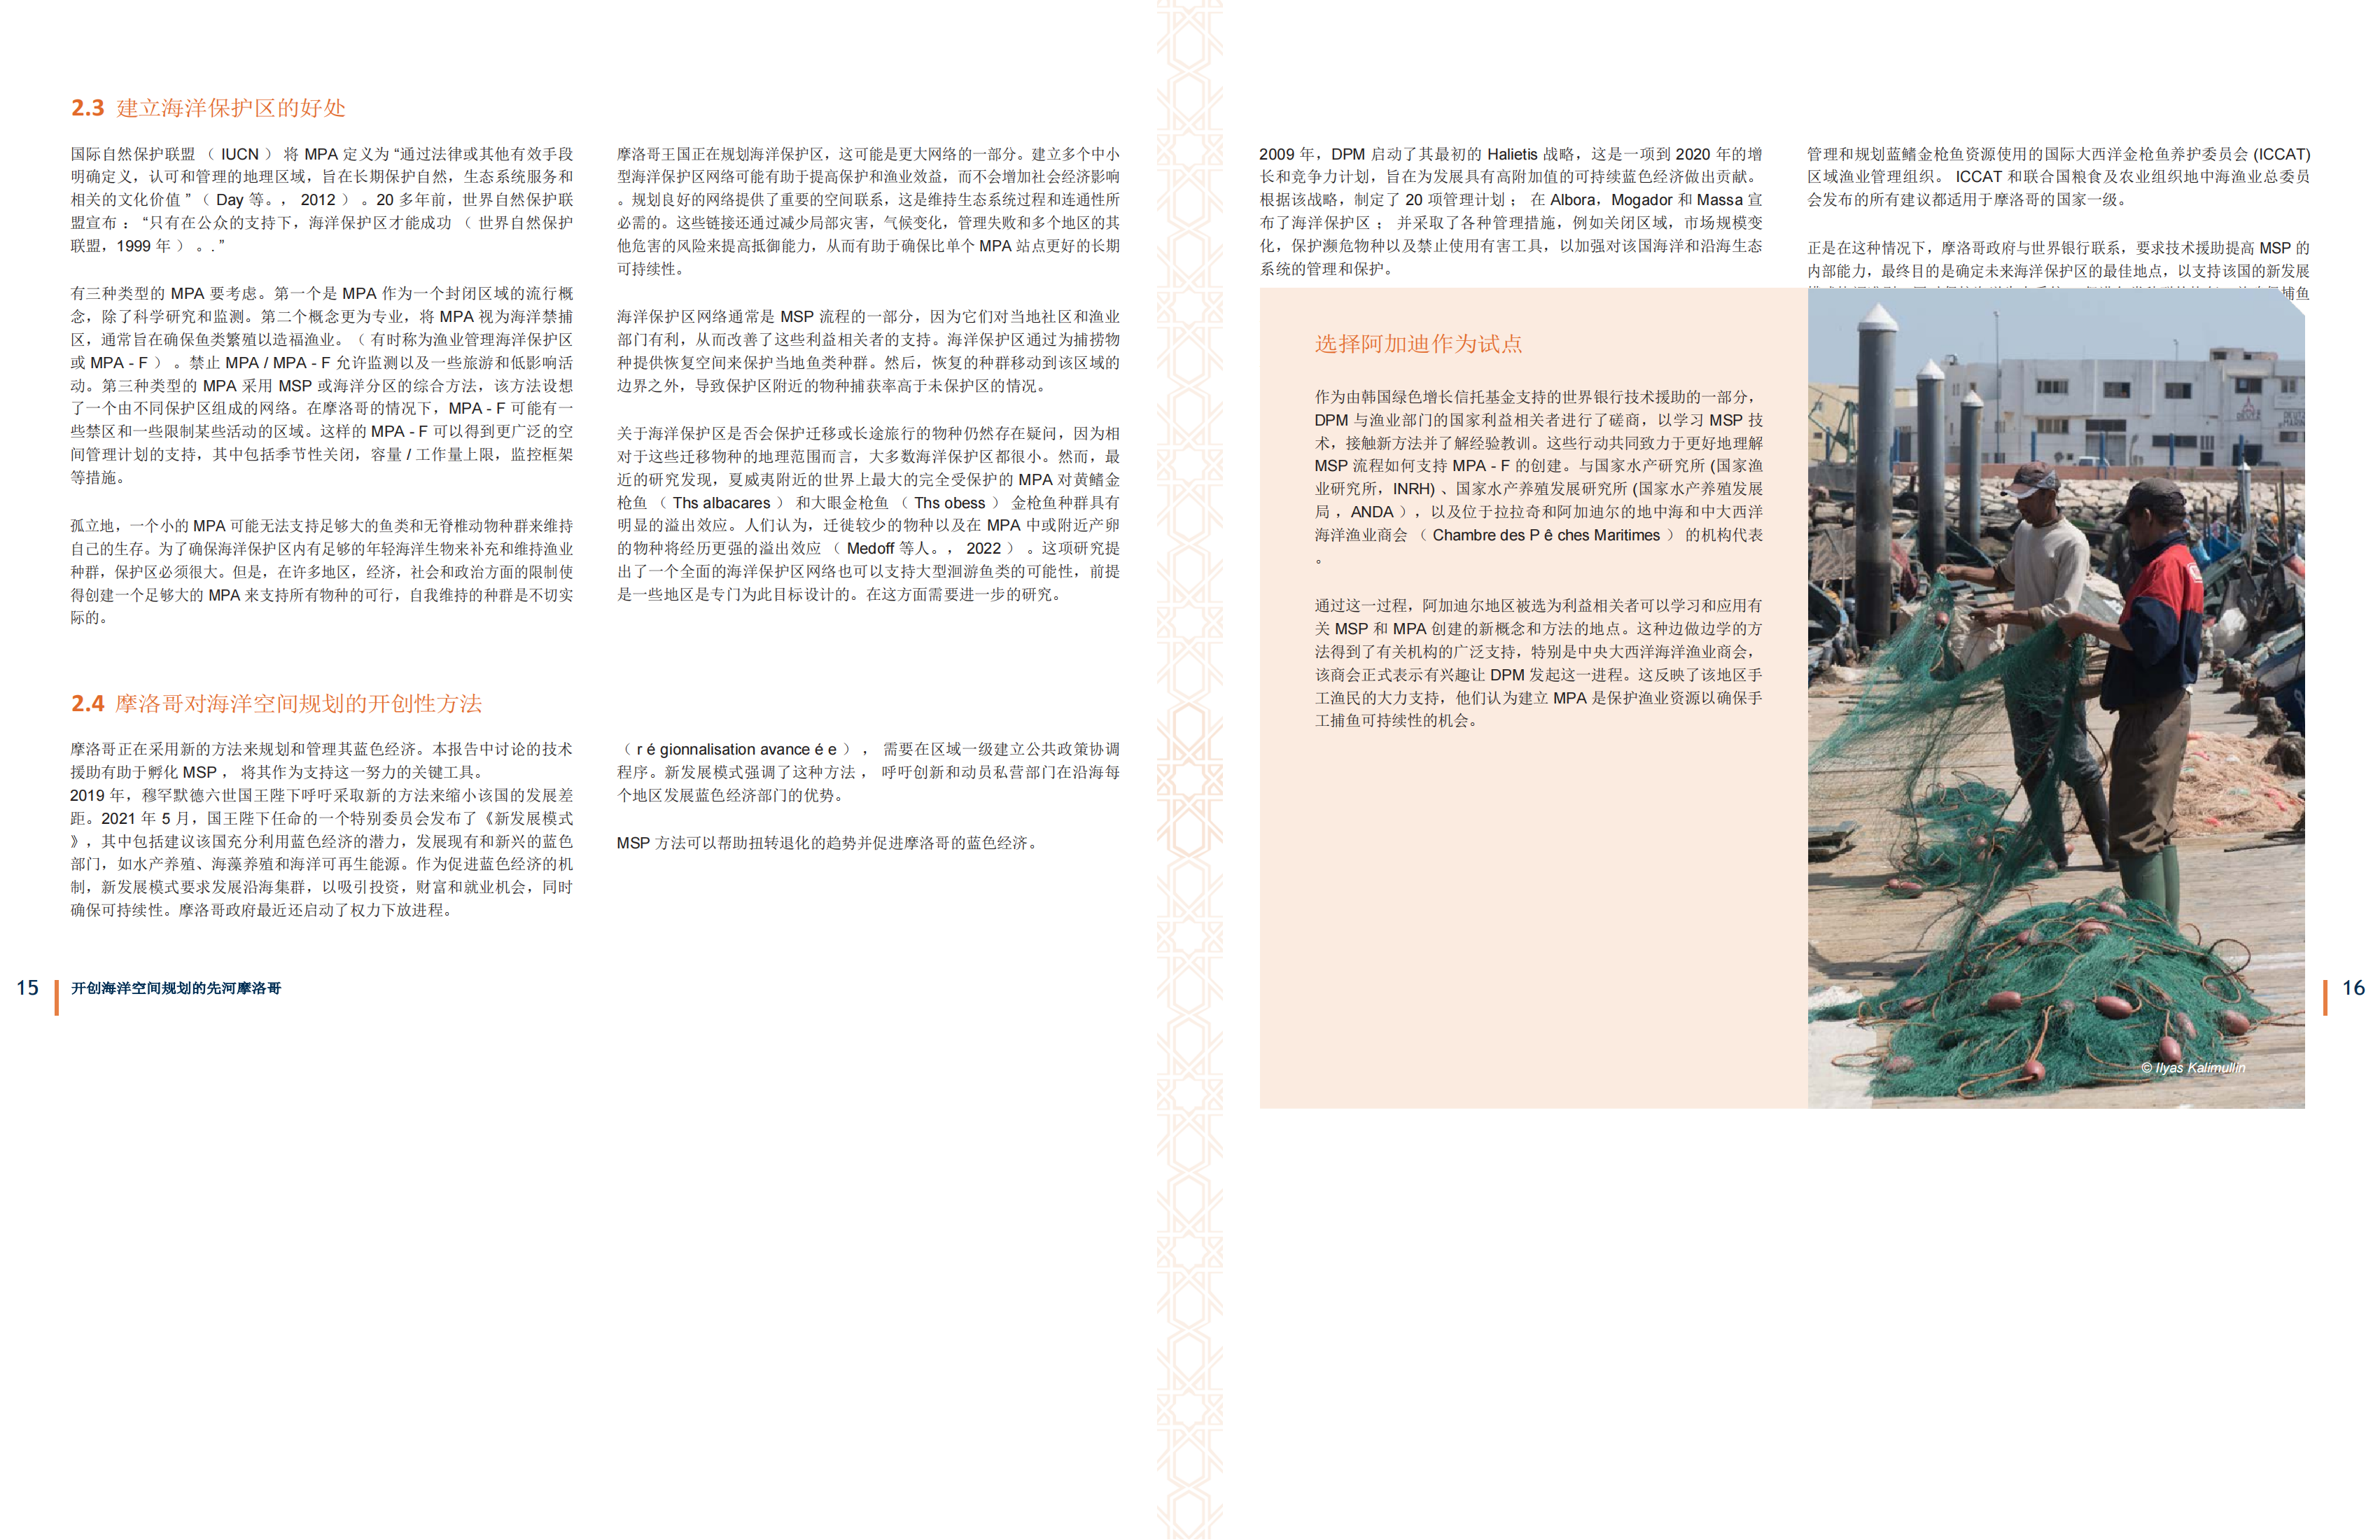 2.3 建立海洋保护区的好处
国际自然保护联盟 （ IUCN ） 将 MPA 定义为 “通过法律或其他有效手段
明确定义，认可和管理的地理区域，旨在长期保护自然，生态系统服务和
相关的文化价值 ” （ Day 等。， 2012 ） 。20 多年前，世界自然保护联
盟宣布 ： “只有在公众的支持下，海洋保护区才能成功 （ 世界自然保护
联盟，1999 年 ） 。. ”
有三种类型的 MPA 要考虑。第一个是 MPA 作为一个封闭区域的流行概
念，除了科学研究和监测。第二个概念更为专业，将 MPA 视为海洋禁捕
区，通常旨在确保鱼类繁殖以造福渔业。（ 有时称为渔业管理海洋保护区
或 MPA - F ） 。禁止 MPA / MPA - F 允许监测以及一些旅游和低影响活
动。第三种类型的 MPA 采用 MSP 或海洋分区的综合方法，该方法设想
了一个由不同保护区组成的网络。在摩洛哥的情况下，MPA - F 可能有一
些禁区和一些限制某些活动的区域。这样的 MPA - F 可以得到更广泛的空
间管理计划的支持，其中包括季节性关闭，容量 / 工作量上限，监控框架
等措施。
孤立地，一个小的 MPA 可能无法支持足够大的鱼类和无脊椎动物种群来维持
自己的生存。为了确保海洋保护区内有足够的年轻海洋生物来补充和维持渔业
种群，保护区必须很大。但是，在许多地区，经济，社会和政治方面的限制使
得创建一个足够大的 MPA 来支持所有物种的可行，自我维持的种群是不切实
际的。
摩洛哥王国正在规划海洋保护区，这可能是更大网络的一部分。建立多个中小
型海洋保护区网络可能有助于提高保护和渔业效益，而不会增加社会经济影响
。规划良好的网络提供了重要的空间联系，这是维持生态系统过程和连通性所
必需的。这些链接还通过减少局部灾害，气候变化，管理失败和多个地区的其
他危害的风险来提高抵御能力，从而有助于确保比单个 MPA 站点更好的长期
可持续性。
海洋保护区网络通常是 MSP 流程的一部分，因为它们对当地社区和渔业
部门有利，从而改善了这些利益相关者的支持。海洋保护区通过为捕捞物
种提供恢复空间来保护当地鱼类种群。然后，恢复的种群移动到该区域的
边界之外，导致保护区附近的物种捕获率高于未保护区的情况。
关于海洋保护区是否会保护迁移或长途旅行的物种仍然存在疑问，因为相
对于这些迁移物种的地理范围而言，大多数海洋保护区都很小。然而，最
近的研究发现，夏威夷附近的世界上最大的完全受保护的 MPA 对黄鳍金
枪鱼 （ Ths albacares ） 和大眼金枪鱼 （ Ths obess ） 金枪鱼种群具有
明显的溢出效应。人们认为，迁徙较少的物种以及在 MPA 中或附近产卵
的物种将经历更强的溢出效应 （ Medoff 等人。， 2022 ） 。这项研究提
出了一个全面的海洋保护区网络也可以支持大型洄游鱼类的可能性，前提
是一些地区是专门为此目标设计的。在这方面需要进一步的研究。
2.4 摩洛哥对海洋空间规划的开创性方法
摩洛哥正在采用新的方法来规划和管理其蓝色经济。本报告中讨论的技术
援助有助于孵化 MSP ， 将其作为支持这一努力的关键工具。
2019 年，穆罕默德六世国王陛下呼吁采取新的方法来缩小该国的发展差
距。2021 年 5 月，国王陛下任命的一个特别委员会发布了《新发展模式
》，其中包括建议该国充分利用蓝色经济的潜力，发展现有和新兴的蓝色
部门，如水产养殖、海藻养殖和海洋可再生能源。作为促进蓝色经济的机
制，新发展模式要求发展沿海集群，以吸引投资，财富和就业机会，同时
确保可持续性。摩洛哥政府最近还启动了权力下放进程。
（ r é gionnalisation avance é e ） ， 需要在区域一级建立公共政策协调
程序。新发展模式强调了这种方法 ， 呼吁创新和动员私营部门在沿海每
个地区发展蓝色经济部门的优势。
MSP 方法可以帮助扭转退化的趋势并促进摩洛哥的蓝色经济。
15 开创海洋空间规划的先河摩洛哥
2009 年，DPM 启动了其最初的 Halietis 战略，这是一项到 2020 年的增
长和竞争力计划，旨在为发展具有高附加值的可持续蓝色经济做出贡献。
根据该战略，制定了 20 项管理计划 ； 在 Albora，Mogador 和 Massa 宣
布了海洋保护区 ； 并采取了各种管理措施，例如关闭区域，市场规模变
化，保护濒危物种以及禁止使用有害工具，以加强对该国海洋和沿海生态
系统的管理和保护。
管理和规划蓝鳍金枪鱼资源使用的国际大西洋金枪鱼养护委员会 (ICCAT)
区域渔业管理组织。 ICCAT 和联合国粮食及农业组织地中海渔业总委员
会发布的所有建议都适用于摩洛哥的国家一级。
正是在这种情况下，摩洛哥政府与世界银行联系，要求技术援助提高 MSP 的
内部能力，最终目的是确定未来海洋保护区的最佳地点，以支持该国的新发展
捕鱼
选择阿加迪作为试点
作为由韩国绿色增长信托基金支持的世界银行技术援助的一部分，
DPM 与渔业部门的国家利益相关者进行了磋商，以学习 MSP 技
术，接触新方法并了解经验教训。这些行动共同致力于更好地理解
MSP 流程如何支持 MPA - F 的创建。与国家水产研究所 (国家渔
业研究所，INRH) 、国家水产养殖发展研究所 (国家水产养殖发展
局 ，ANDA ），以及位于拉拉奇和阿加迪尔的地中海和中大西洋
海洋渔业商会 （ Chambre des P ê ches Maritimes ） 的机构代表
。
通过这一过程，阿加迪尔地区被选为利益相关者可以学习和应用有
关 MSP 和 MPA 创建的新概念和方法的地点。这种边做边学的方
法得到了有关机构的广泛支持，特别是中央大西洋海洋渔业商会，
该商会正式表示有兴趣让 DPM 发起这一进程。这反映了该地区手
工渔民的大力支持，他们认为建立 MPA 是保护渔业资源以确保手
工捕鱼可持续性的机会。
© Ilyas Kalimullin
16